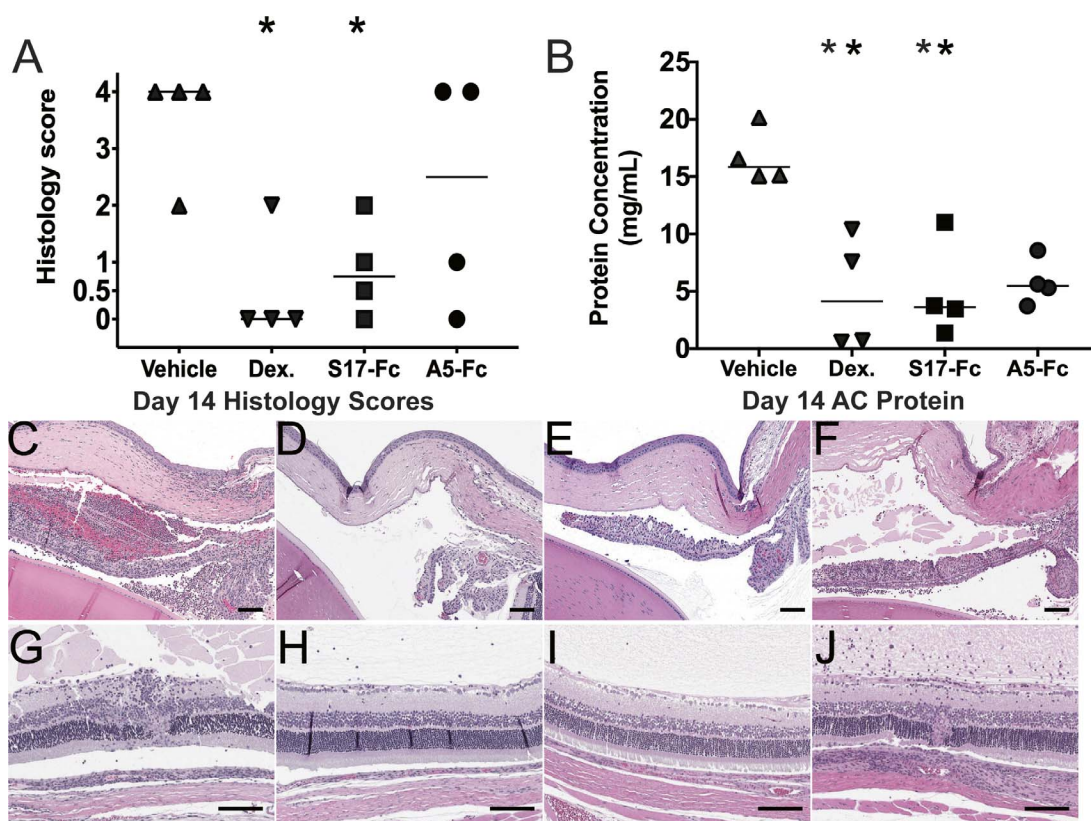 A
* *
Histology score
4
4
2
1
0.5
0
Vehicle Dex. S17-Fc A5-Fc
Day 14 Histology Scores
B
* * * *
Protein Concentration
(mg/mL)
25
20
15
10
5
0
Vehicle Dex. S17-Fc A5-Fc
Day 14 AC Protein
C D E F
G H I J